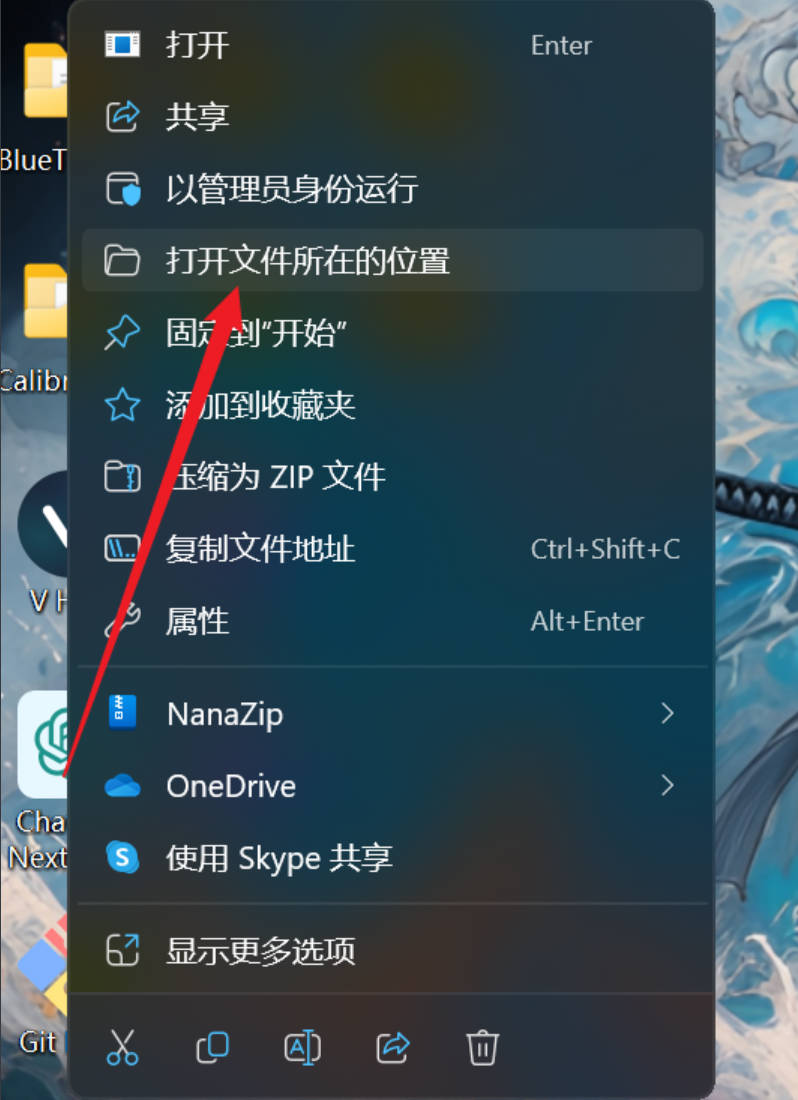 打开 Enter
共享
以管理员身份运行
打开文件所在的位置
固定到“开始”
添加到收藏夹
压缩为 ZIP 文件
复制文件地址 Ctrl+Shift+C
属性 Alt+Enter
NanaZip
OneDrive
使用 Skype 共享
显示更多选项
BlueT
Calibr
V H
Cha
Next
Git